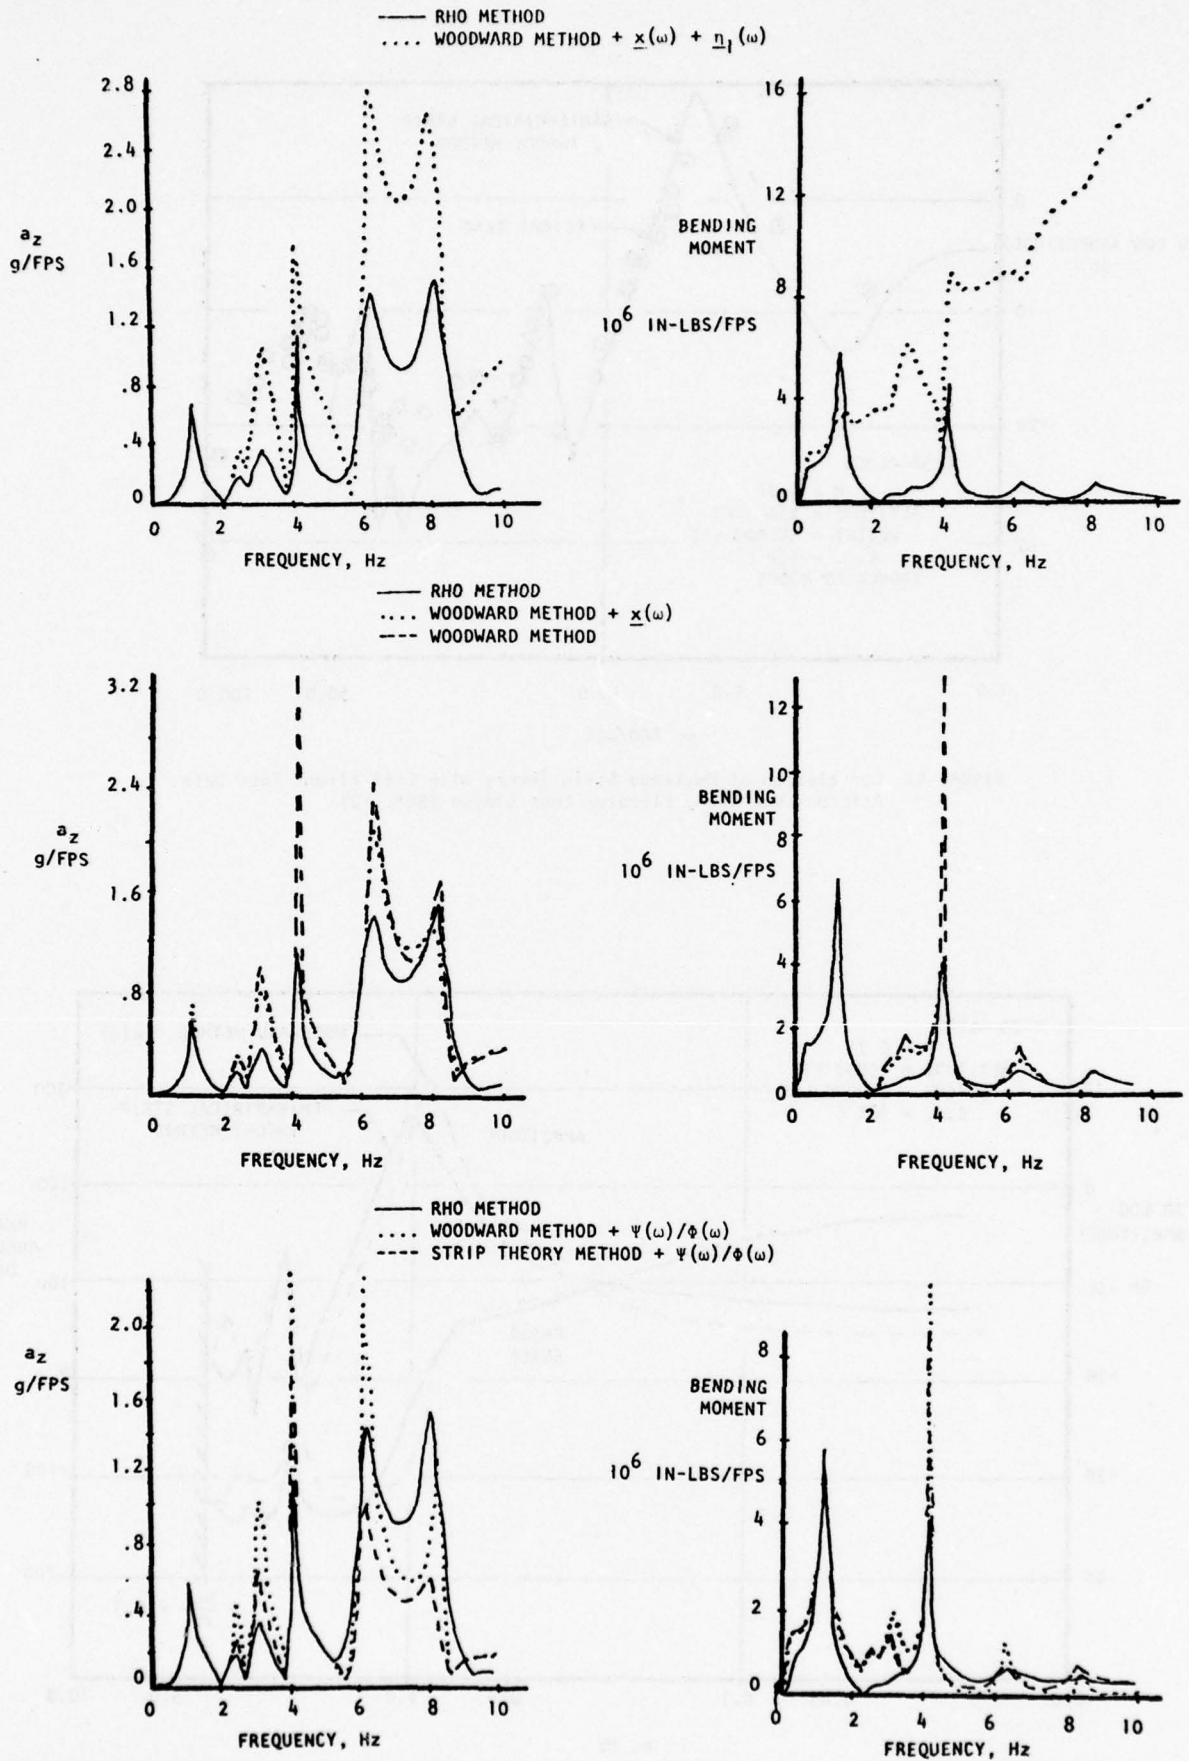 RHO METHOD
.... WOODWARD METHOD + x(ω) + η₁(ω)
2.8
2.4
2.0
1.6
1.2
.8
.4
0
a_z
g/FPS
0 2 4 6 8 10
FREQUENCY, Hz
16
12
8
4
0
BENDING
MOMENT
10⁶ IN-LBS/FPS
0 2 4 6 8 10
FREQUENCY, Hz
RHO METHOD
.... WOODWARD METHOD + x(ω)
---- WOODWARD METHOD
3.2
2.4
1.6
.8
0
a_z
g/FPS
0 2 4 6 8 10
FREQUENCY, Hz
12
10
8
6
4
2
0
BENDING
MOMENT
10⁶ IN-LBS/FPS
0 2 4 6 8 10
FREQUENCY, Hz
RHO METHOD
.... WOODWARD METHOD + Ψ(ω)/Φ(ω)
---- STRIP THEORY METHOD + Ψ(ω)/Φ(ω)
2.0
1.6
1.2
.8
.4
0
a_z
g/FPS
0 2 4 6 8 10
FREQUENCY, Hz
8
6
4
2
0
BENDING
MOMENT
10⁶ IN-LBS/FPS
0 2 4 6 8 10
FREQUENCY, Hz